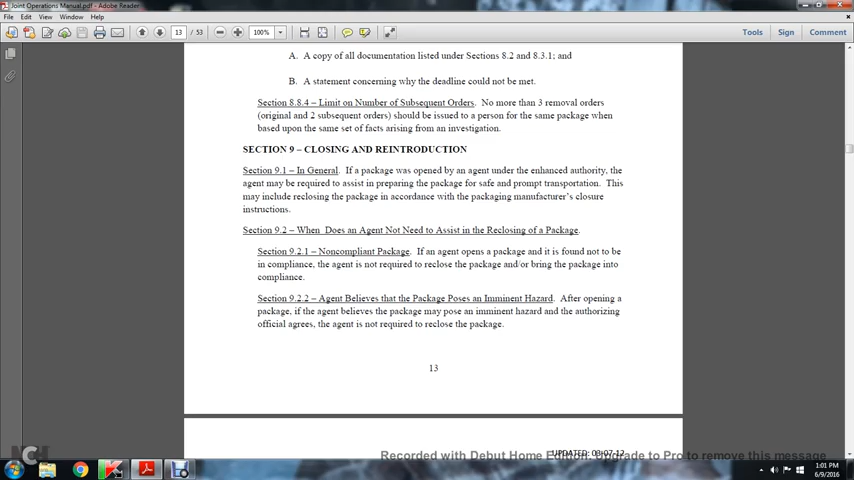 Joint Operations Manual.pdf - Adobe Reader
File Edit View Window Help
13 / 53 100% Tools Sign Comment
A. A copy of all documentation listed under Sections 8.2 and 8.3.1; and
B. A statement concerning why the deadline could not be met.
Section 8.8.4 – Limit on Number of Subsequent Orders. No more than 3 removal orders
(original and 2 subsequent orders) should be issued to a person for the same package when
based upon the same set of facts arising from an investigation.
SECTION 9 – CLOSING AND REINTRODUCTION
Section 9.1 – In General. If a package was opened by an agent under the enhanced authority, the
agent may be required to assist in preparing the package for safe and prompt transportation. This
may include reclosing the package in accordance with the packaging manufacturer's closure
instructions.
Section 9.2 – When Does an Agent Not Need to Assist in the Reclosing of a Package.
Section 9.2.1 – Noncompliant Package. If an agent opens a package and it is found not to be
in compliance, the agent is not required to reclose the package and/or bring the package into
compliance.
Section 9.2.2 – Agent Believes that the Package Poses an Imminent Hazard. After opening a
package, if the agent believes the package may pose an imminent hazard and the authorizing
official agrees, the agent is not required to reclose the package.
13
UPDATED: 03-07-12
Recorded with Debut Home Edition. Upgrade to Pro to remove this message
NCH
1:01 PM
6/9/2016